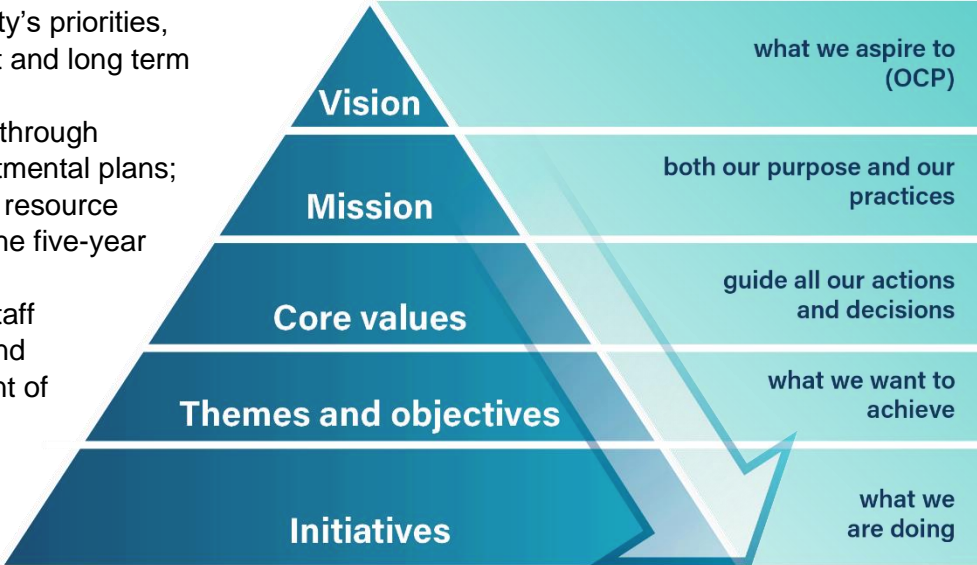 ty's priorities,
t and long term
through
tmental plans;
resource
ne five-year
taff
nd
nt of
Vision
what we aspire to
(OCP)
Mission
both our purpose and our
practices
Core values
guide all our actions
and decisions
Themes and objectives
what we want to
achieve
Initiatives
what we
are doing